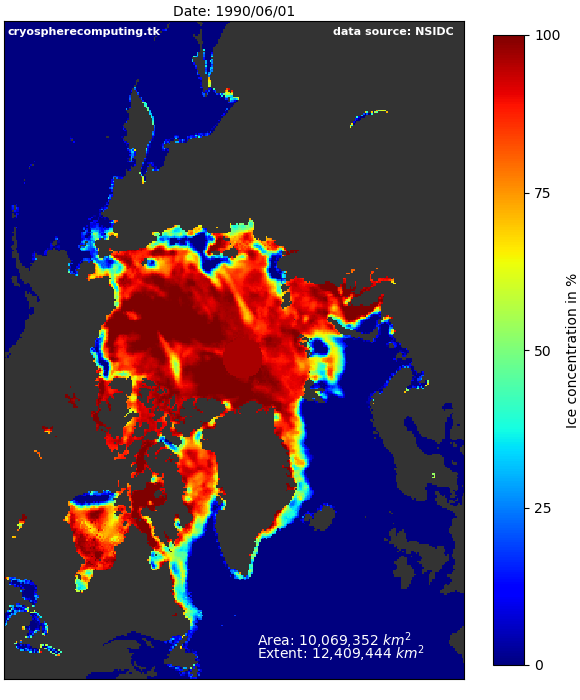 Date: 1990/06/01
cryospherecomputing.tk
data source: NSIDC
100
75
50
25
0
Ice concentration in %
Area: 10,069,352 km²
Extent: 12,409,444 km²